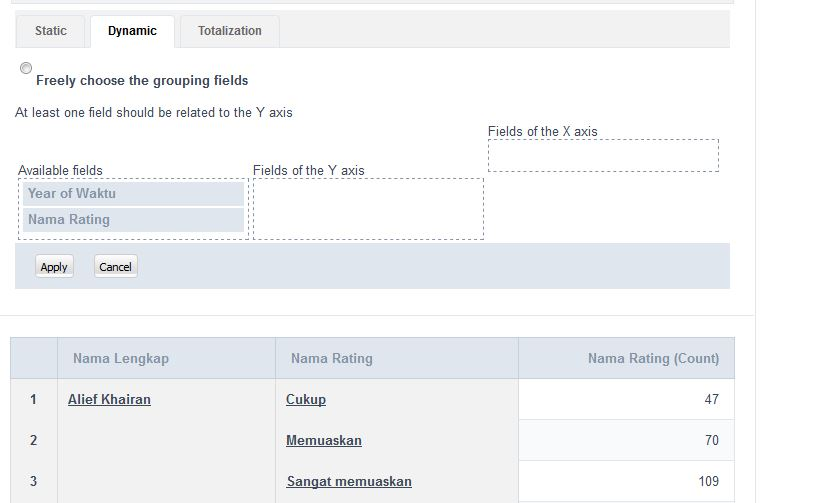 Static Dynamic Totalization
Freely choose the grouping fields
At least one field should be related to the Y axis
Fields of the X axis
Available fields Fields of the Y axis
Year of Waktu
Nama Rating
Apply Cancel
Nama Lengkap Nama Rating Nama Rating (Count)
1 Alief Khairan Cukup 47
2 Memuaskan 70
3 Sangat memuaskan 109